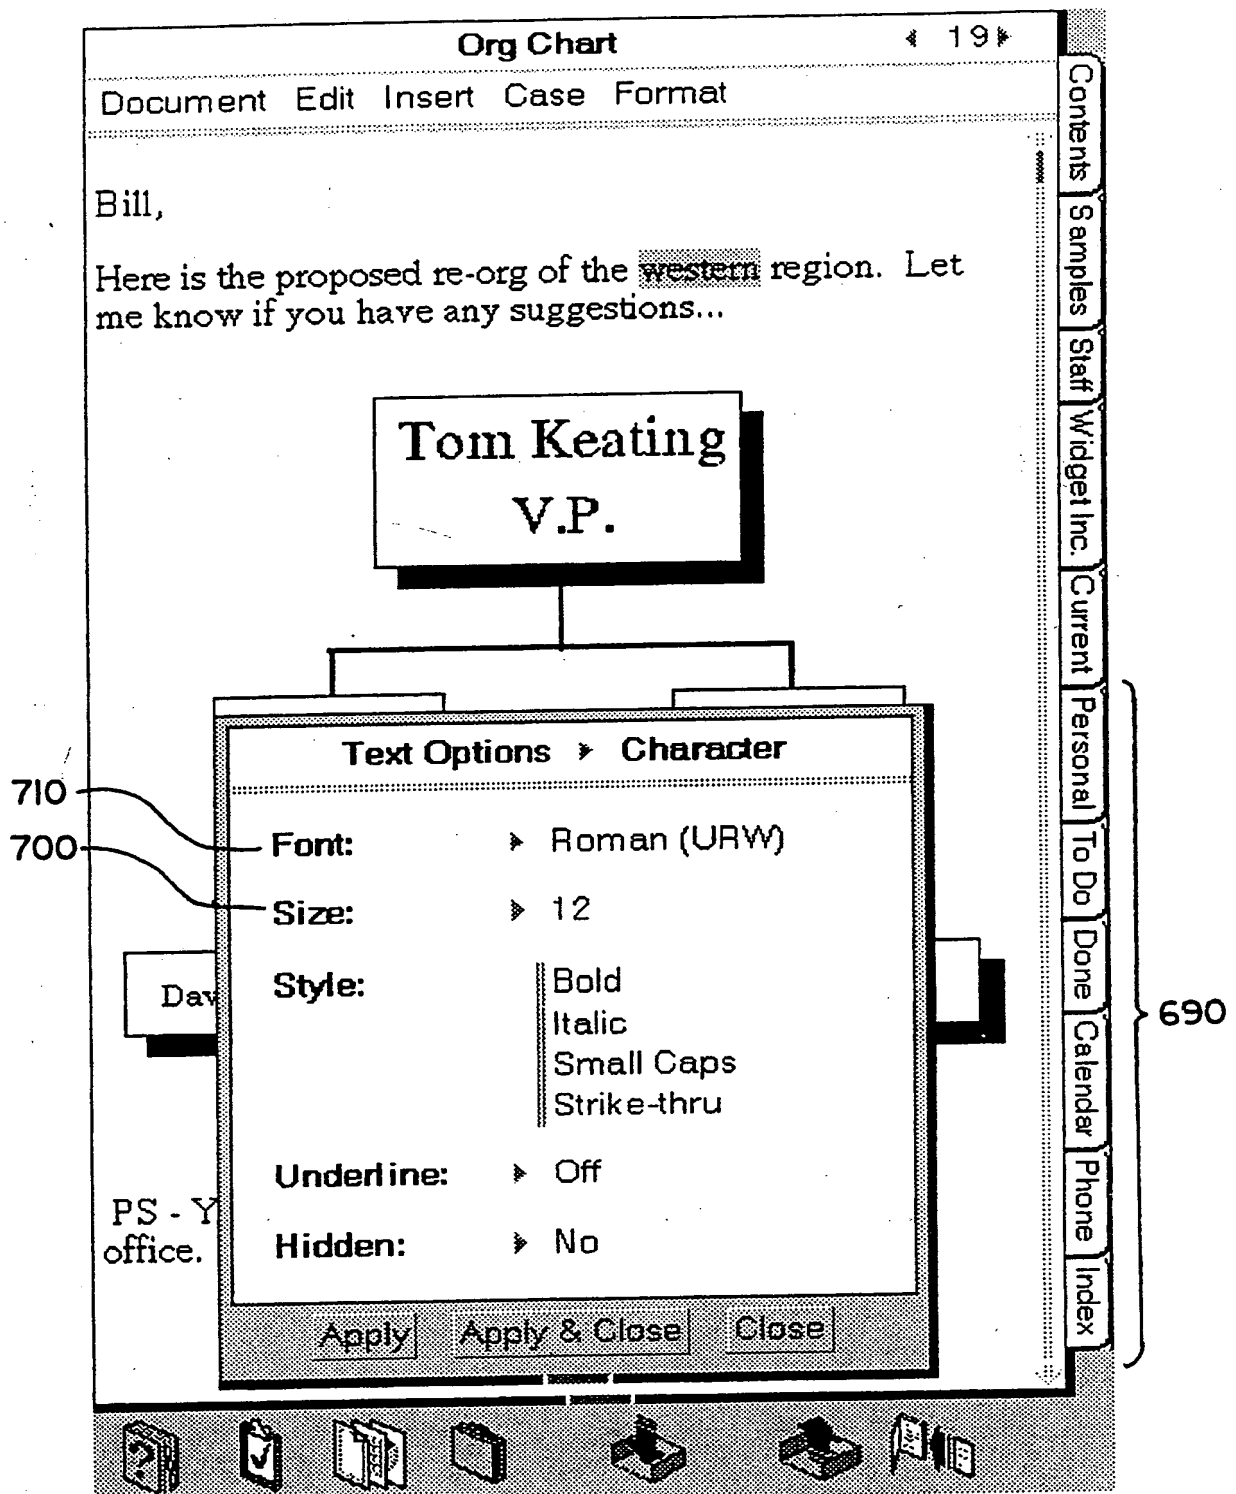 Org Chart
19
Document Edit Insert Case Format
Bill,
Here is the proposed re-org of the western region. Let
me know if you have any suggestions...
Tom Keating
V.P.
Text Options Character
710
Font: Roman (URW)
700
Size: 12
Style: Bold
Italic
Small Caps
Strike-thru
Dav
Underline: Off
PS - Y
office.
Hidden: No
Apply Apply & Close Close
Contents
Samples
Staff
Widget Inc.
Current
Personal
To Do
Done
Calendar
Phone
Index
690
?